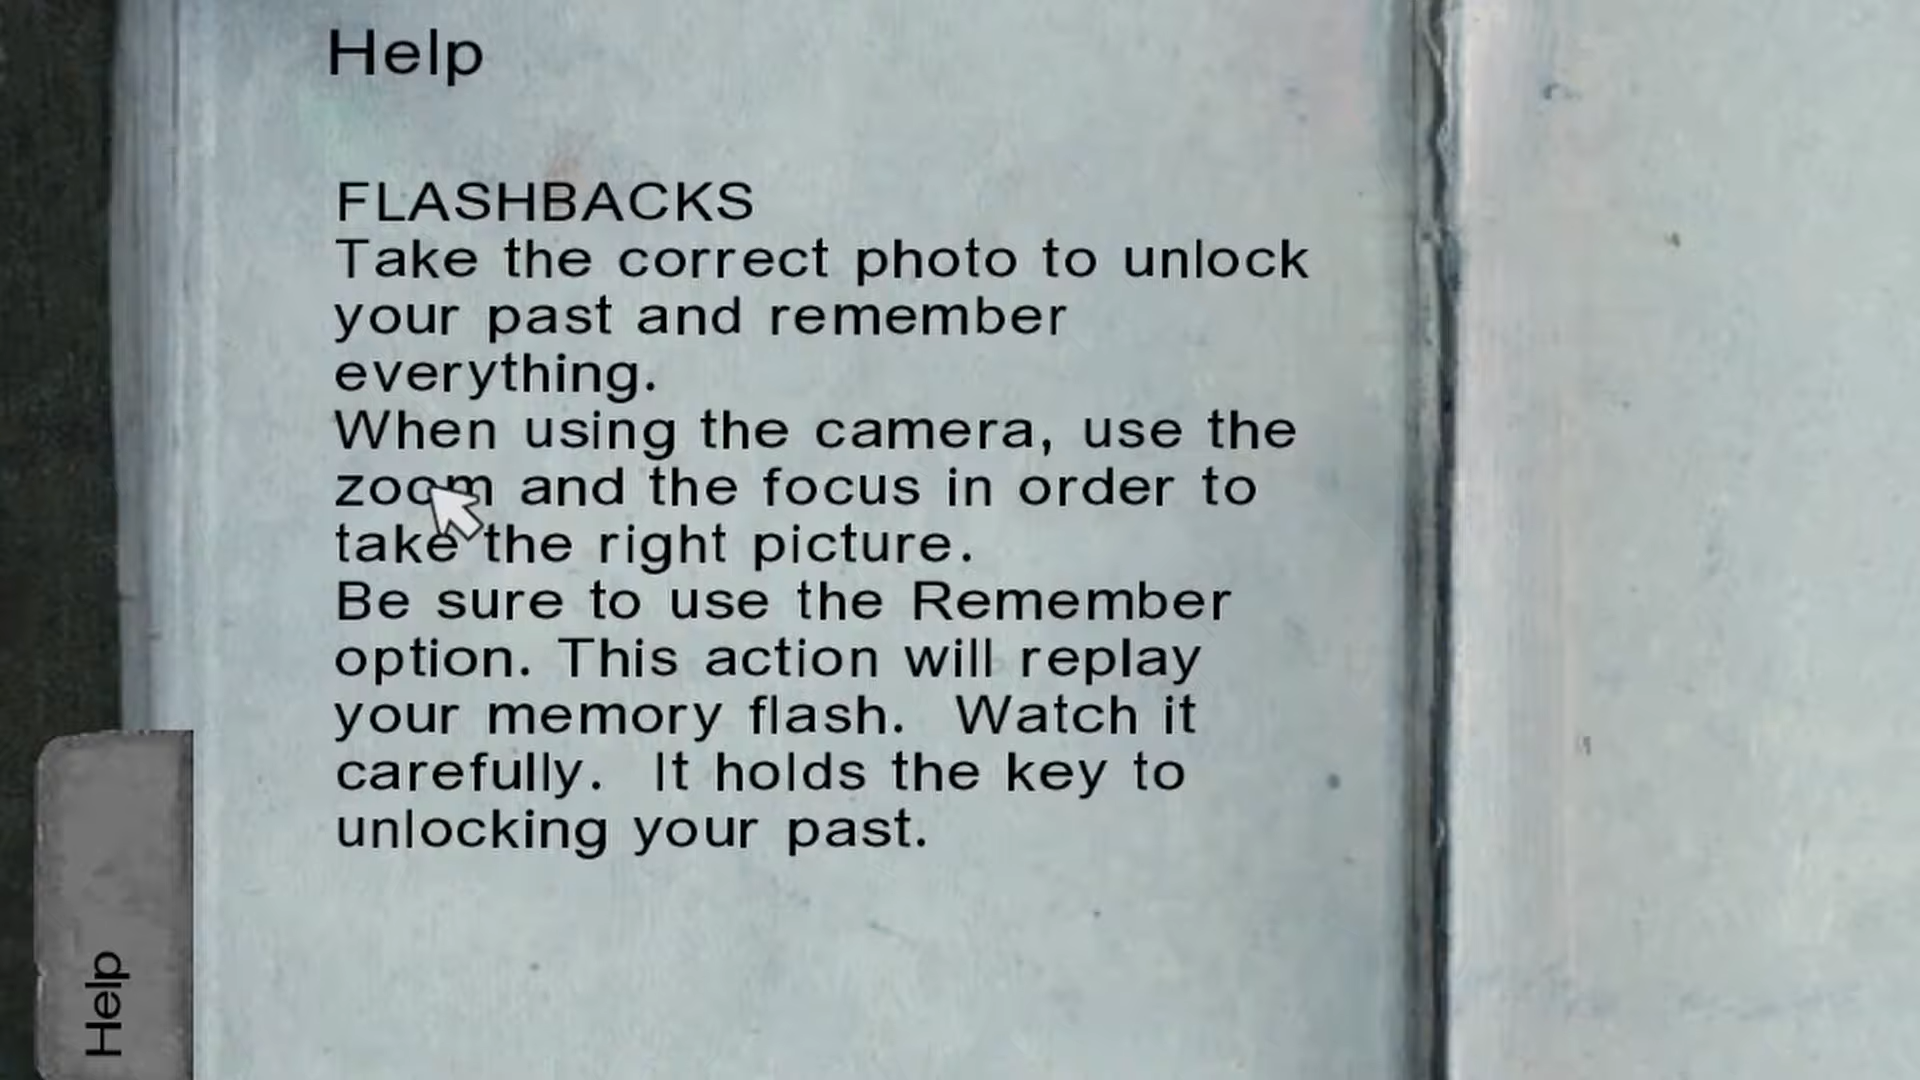 Help
FLASHBACKS
Take the correct photo to unlock
your past and remember
everything.
When using the camera, use the
zoom and the focus in order to
take the right picture.
Be sure to use the Remember
option. This action will replay
your memory flash.  Watch it
carefully.  It holds the key to
unlocking your past.
Help